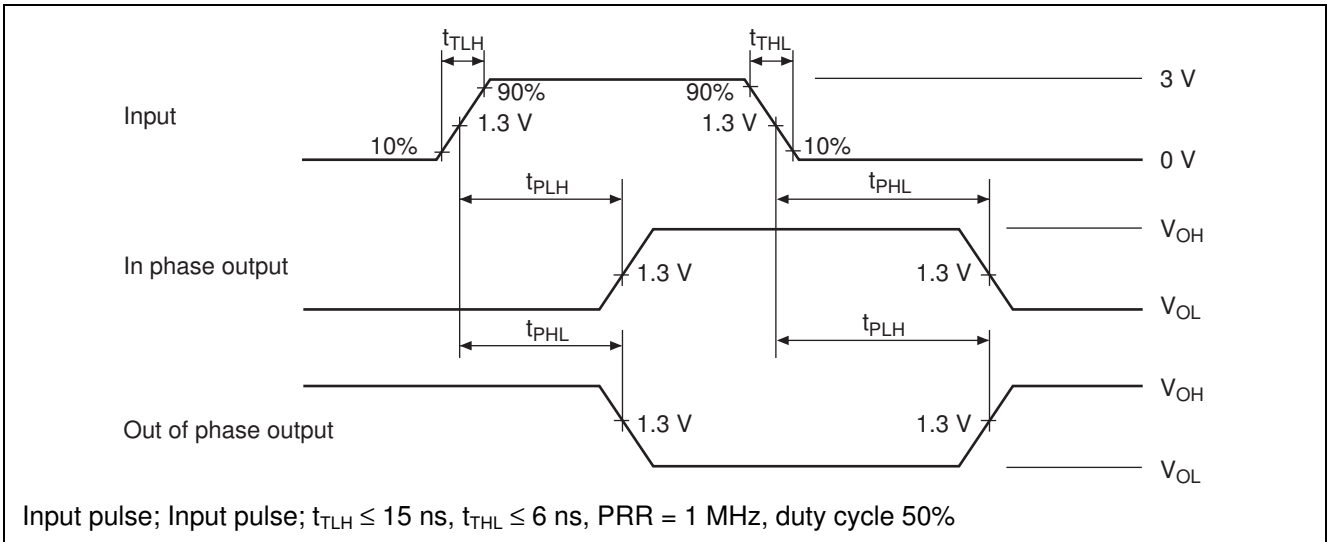 tTLH
tTHL
3 V
90%
90%
Input
1.3 V
1.3 V
10%
10%
0 V
tPLH
tPHL
VOH
In phase output
1.3 V
1.3 V
VOL
tPHL
tPLH
VOH
1.3 V
1.3 V
Out of phase output
VOL
Input pulse; Input pulse; tTLH ≤ 15 ns, tTHL ≤ 6 ns, PRR = 1 MHz, duty cycle 50%